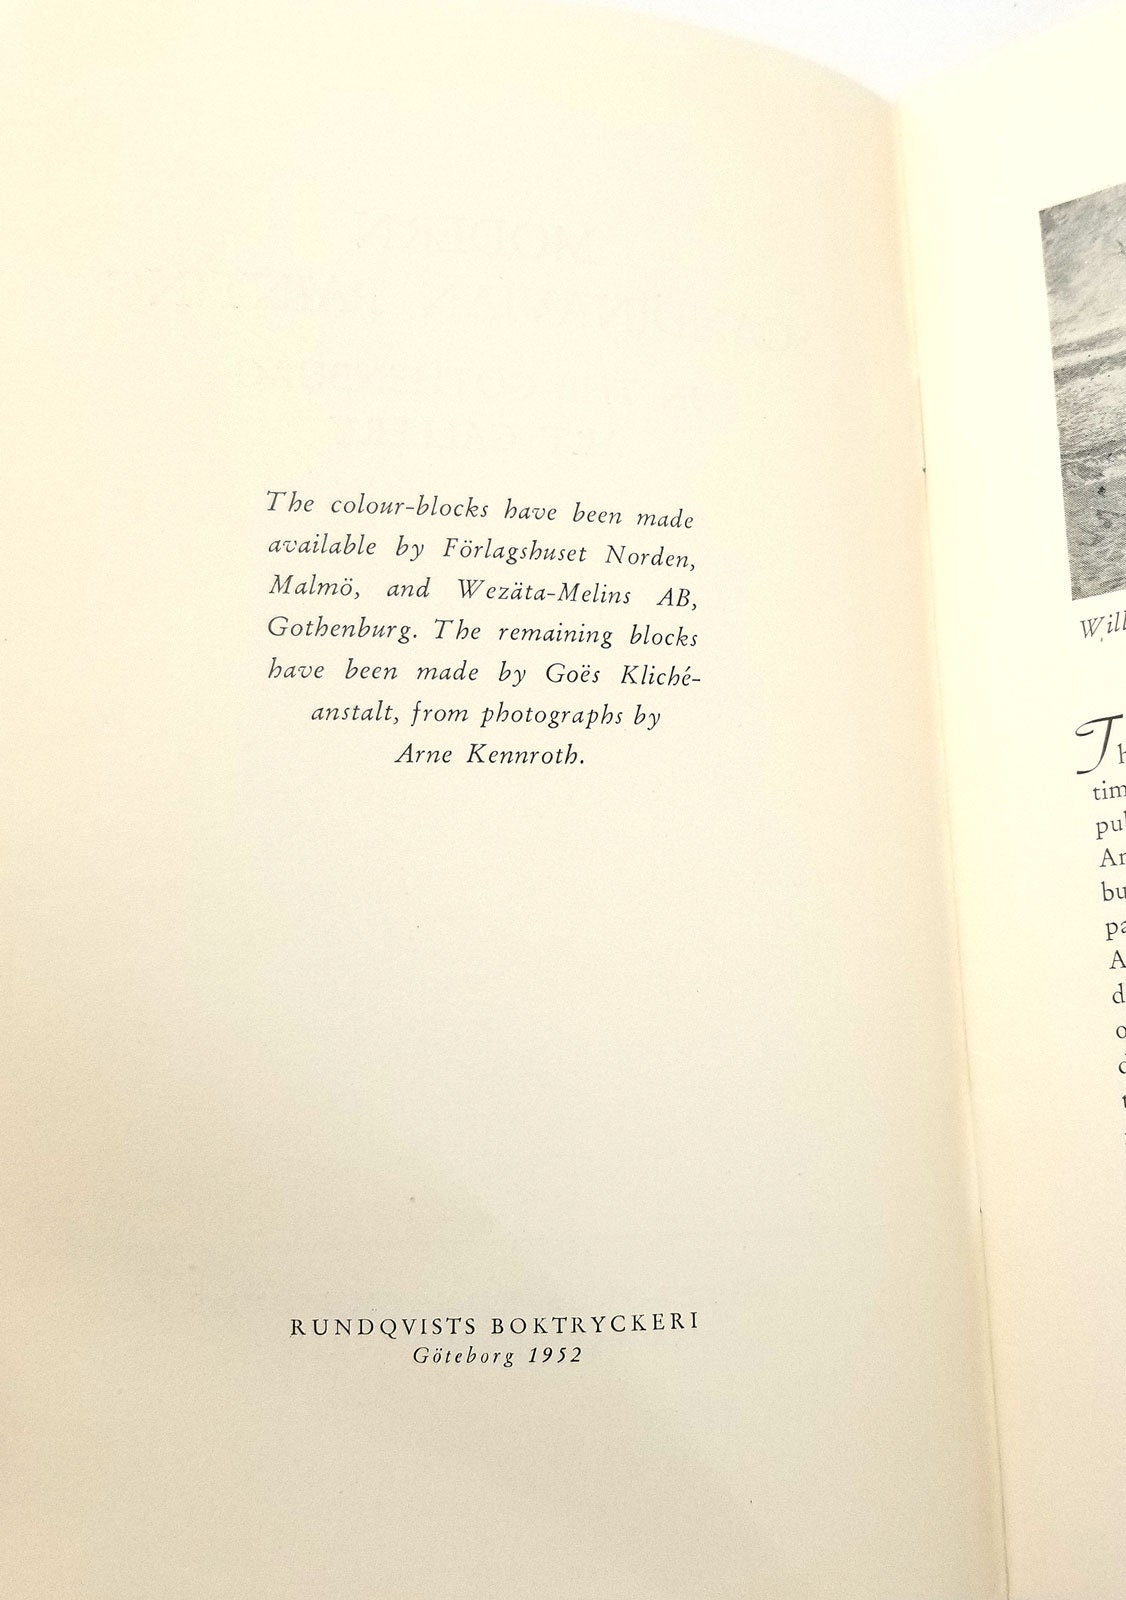 The colour-blocks have been made
available by Förlagshuset Norden,
Malmö, and Wezäta-Melins AB,
Gothenburg. The remaining blocks
have been made by Goës Kliché-
anstalt, from photographs by
Arne Kennroth.
RUNDQVISTS BOKTRYCKERI
Göteborg 1952